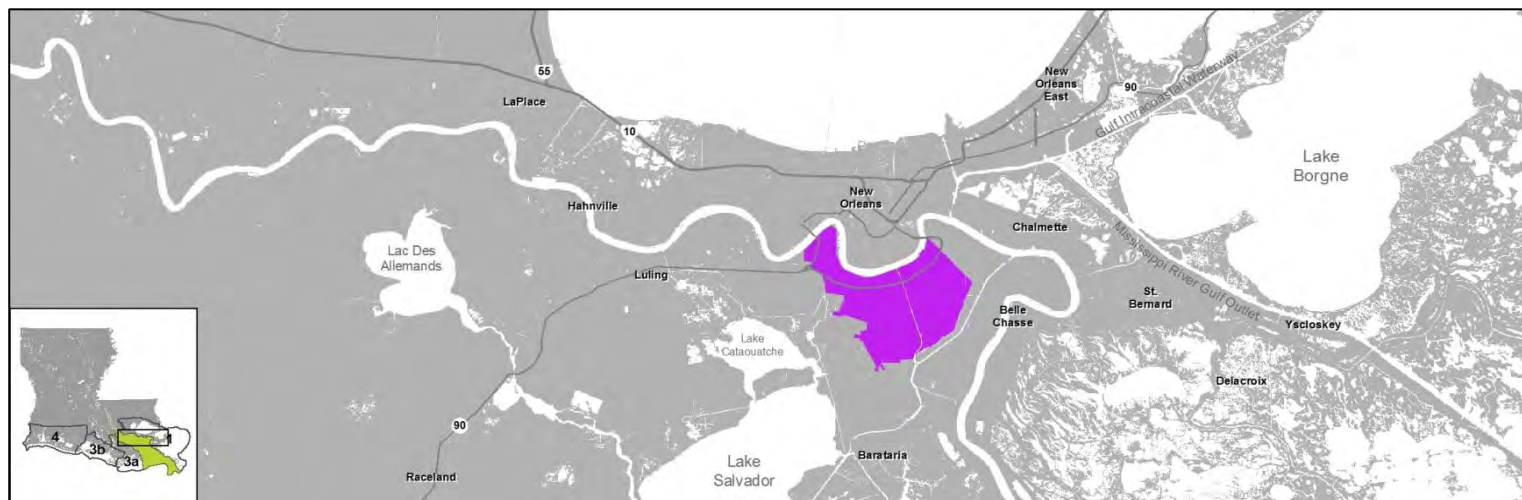 55
LaPlace
10
New
Orleans
East
90
Gulf Intracoastal Waterway
Lake
Borgne
New
Orleans
Hahnville
Chalmette
Mississippi River Gulf Outlet
Lac Des
Allemands
Luling
St.
Bernard
Belle
Chasse
Yscloskey
Lake
Cataouatche
Delacroix
90
Raceland
Lake
Salvador
Barataria
4
3b
3a
1